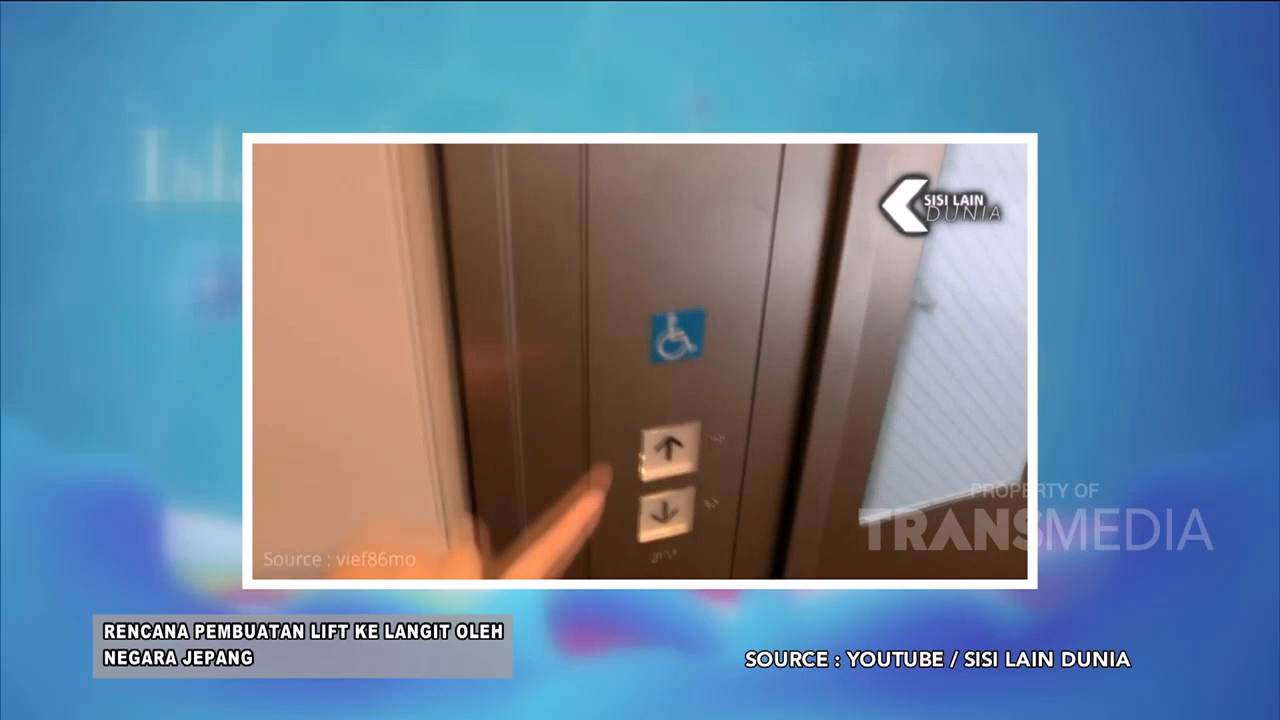 SISI LAIN
DUNIA
PROPERTY OF
TRANSMEDIA
Source : vief86mo
RENCANA PEMBUATAN LIFT KE LANGIT OLEH
NEGARA JEPANG
SOURCE : YOUTUBE / SISI LAIN DUNIA